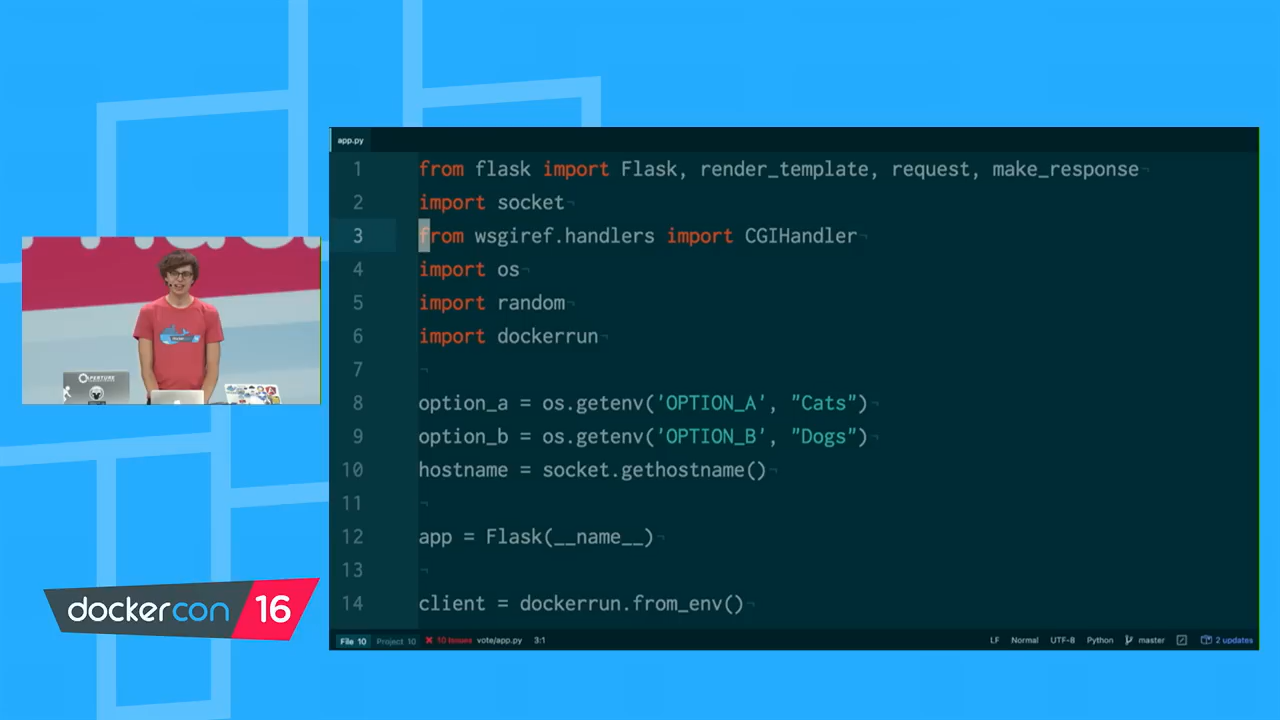 app.py
1 from flask import Flask, render_template, request, make_response
2 import socket
3 from wsgiref.handlers import CGIHandler
4 import os
5 import random
6 import dockerrun
7
8 option_a = os.getenv('OPTION_A', "Cats")
9 option_b = os.getenv('OPTION_B', "Dogs")
10 hostname = socket.gethostname()
11
12 app = Flask(__name__)
13
14 client = dockerrun.from_env()
File 10 Project 10 10 Issues vote/app.py 3:1 LF Normal UTF-8 Python master 2 updates
dockercon 16